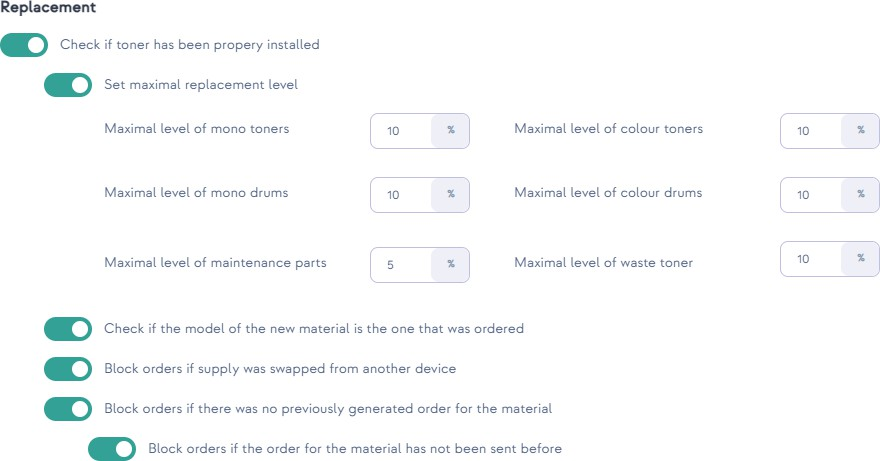 Replacement
Check if toner has been propery installed
Set maximal replacement level
Maximal level of mono toners 10 % Maximal level of colour toners 10 %
Maximal level of mono drums 10 % Maximal level of colour drums 10 %
Maximal level of maintenance parts 5 % Maximal level of waste toner 10 %
Check if the model of the new material is the one that was ordered
Block orders if supply was swapped from another device
Block orders if there was no previously generated order for the material
Block orders if the order for the material has not been sent before